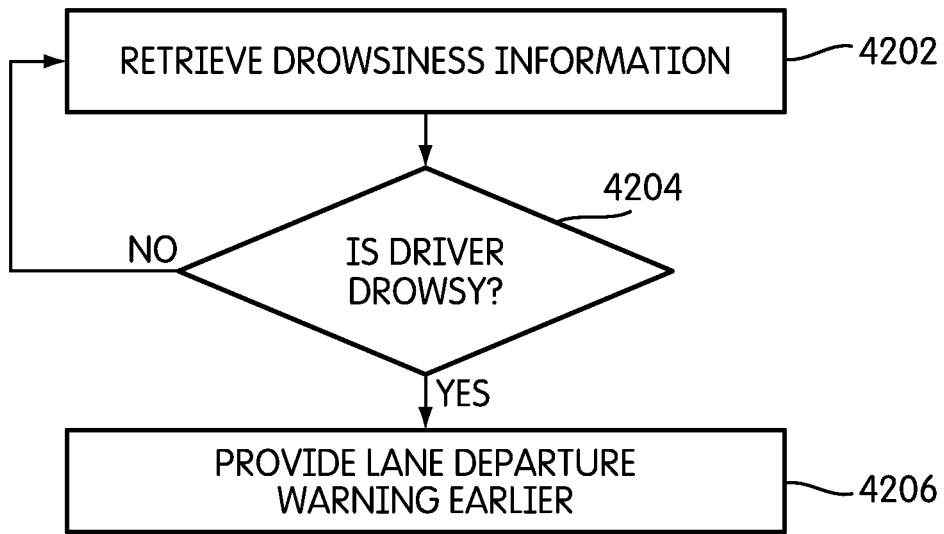 RETRIEVE DROWSINESS INFORMATION
4202
4204
IS DRIVER
DROWSY?
NO
YES
PROVIDE LANE DEPARTURE
WARNING EARLIER
4206